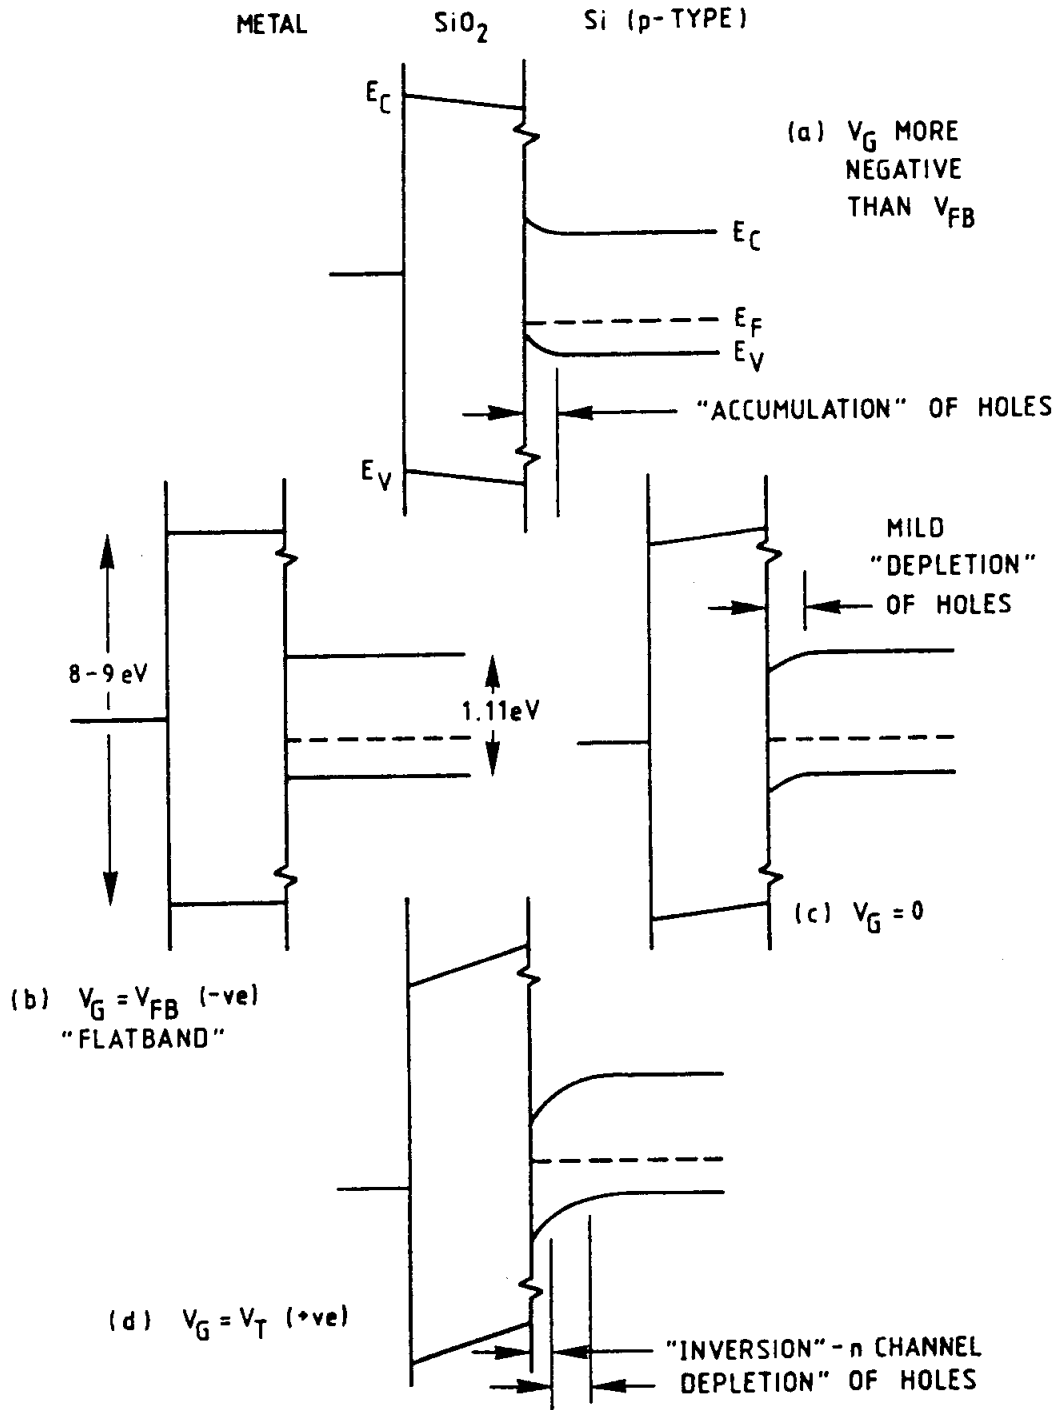 METAL SiO2 Si (p-TYPE)
EC
(a) VG MORE
NEGATIVE
THAN VFB
EC
EF
EV
"ACCUMULATION" OF HOLES
EV
MILD
"DEPLETION"
OF HOLES
8-9eV
1.11eV
(c) VG = 0
(b) VG = VFB (-ve)
"FLATBAND"
(d) VG = VT (+ve)
"INVERSION"-n CHANNEL
DEPLETION" OF HOLES